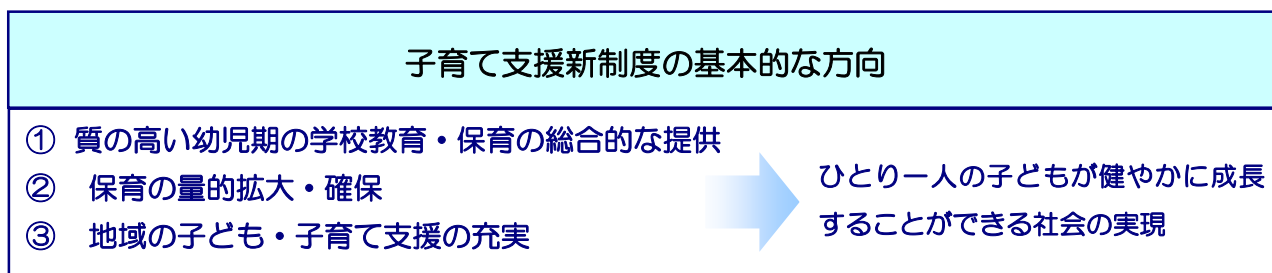 子育て支援新制度の基本的な方向
① 質の高い幼児期の学校教育・保育の総合的な提供
② 保育の量的拡大・確保
③ 地域の子ども・子育て支援の充実
ひとり一人の子どもが健やかに成長
することができる社会の実現